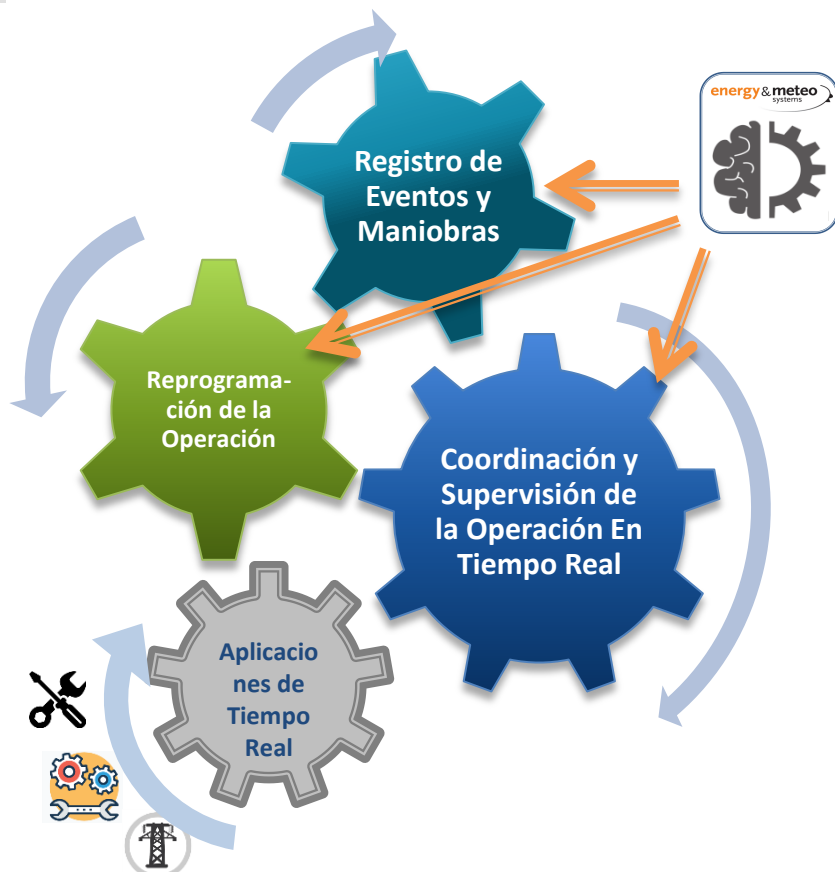 energy&meteo
systems
Registro de
Eventos y
Maniobras
Reprograma-
ción de la
Operación
Coordinación y
Supervisión de
la Operación En
Tiempo Real
Aplicacio
nes de
Tiempo
Real